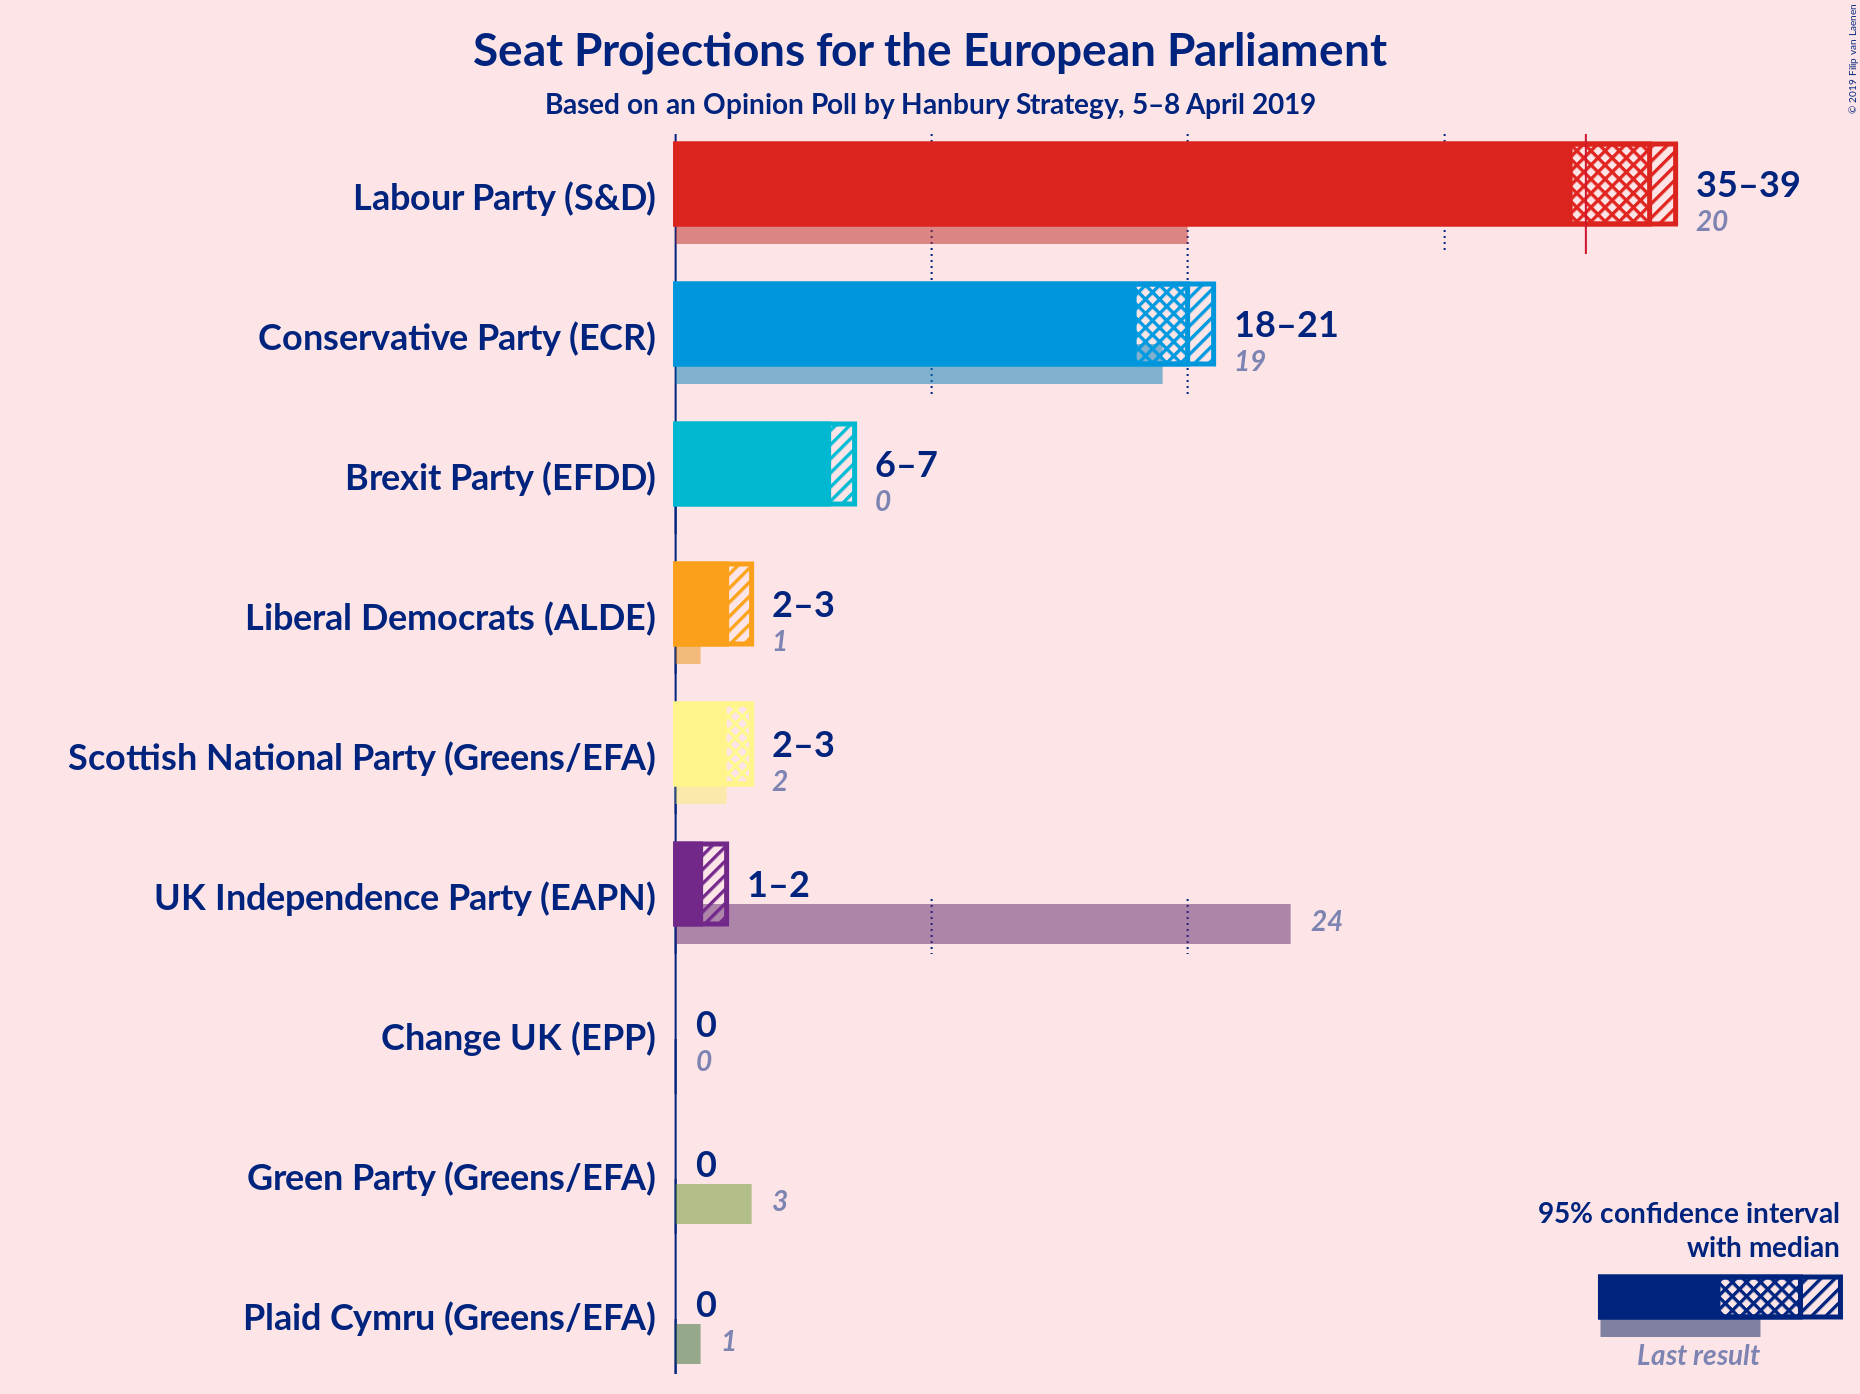 Seat Projections for the European Parliament
Based on an Opinion Poll by Hanbury Strategy, 5–8 April 2019
© 2019 Filip van Laenen
Labour Party (S&D)
35–39
20
Conservative Party (ECR)
18–21
19
Brexit Party (EFDD)
6–7
0
Liberal Democrats (ALDE)
2–3
1
Scottish National Party (Greens/EFA)
2–3
2
UK Independence Party (EAPN)
1–2
24
Change UK (EPP)
0
0
Green Party (Greens/EFA)
0
3
Plaid Cymru (Greens/EFA)
0
1
95% confidence interval
with median
Last result